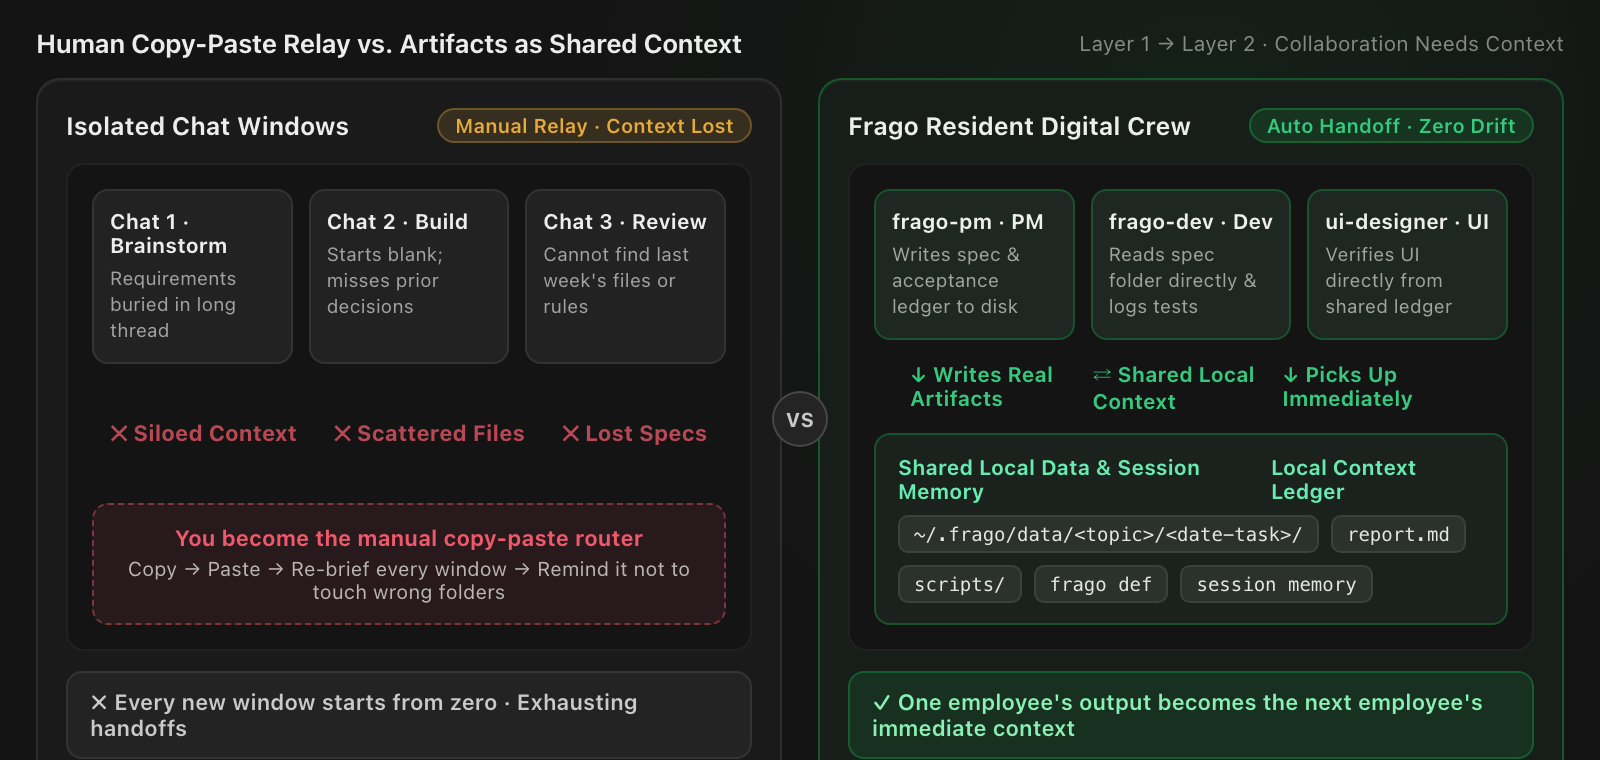 Human Copy-Paste Relay vs. Artifacts as Shared Context
Layer 1 → Layer 2 · Collaboration Needs Context
Isolated Chat Windows
Manual Relay · Context Lost
Chat 1 ·
Brainstorm
Requirements
buried in long
thread
Chat 2 · Build
Starts blank;
misses prior
decisions
Chat 3 · Review
Cannot find last
week's files or
rules
✕ Siloed Context
✕ Scattered Files
✕ Lost Specs
You become the manual copy-paste router
Copy → Paste → Re-brief every window → Remind it not to
touch wrong folders
✕ Every new window starts from zero · Exhausting
handoffs
VS
Frago Resident Digital Crew
Auto Handoff · Zero Drift
frago-pm · PM
Writes spec &
acceptance
ledger to disk
frago-dev · Dev
Reads spec
folder directly &
logs tests
ui-designer · UI
Verifies UI
directly from
shared ledger
↓ Writes Real
Artifacts
⇄ Shared Local
Context
↓ Picks Up
Immediately
Shared Local Data & Session
Memory
Local Context
Ledger
~/.frago/data/<topic>/<date-task>/
report.md
scripts/
frago def
session memory
✓ One employee's output becomes the next employee's
immediate context